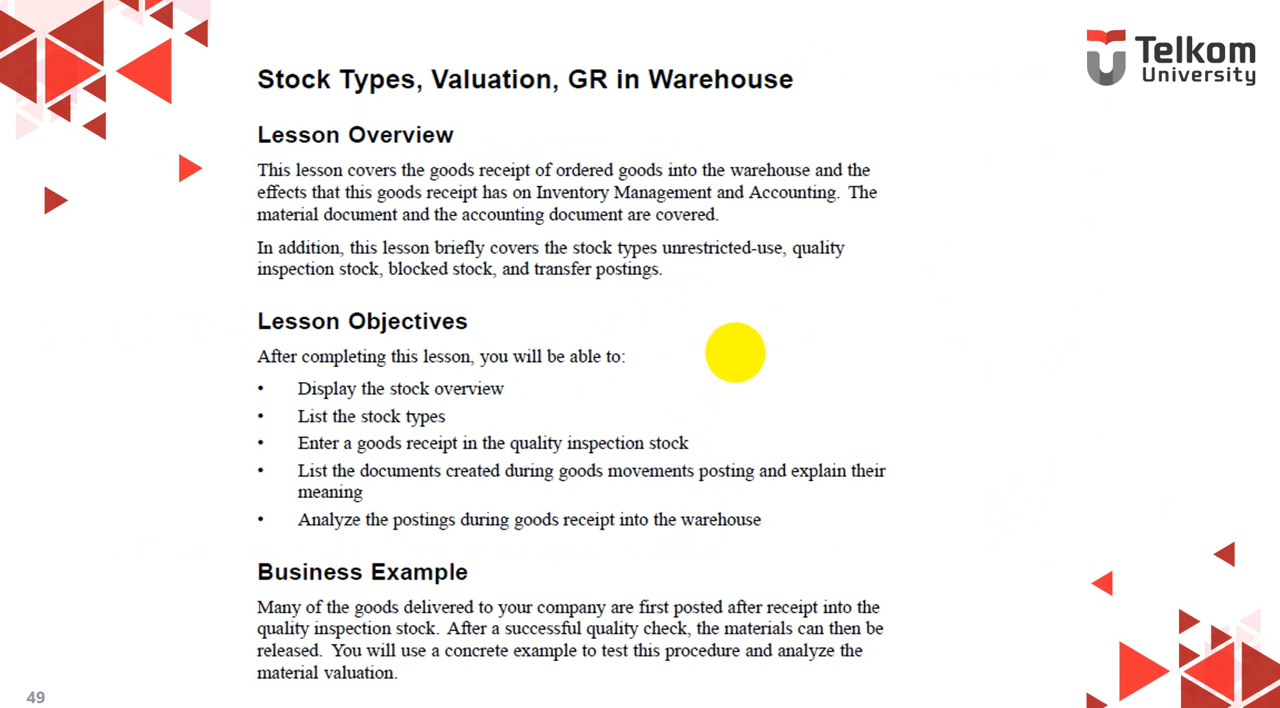 Telkom
University
Stock Types, Valuation, GR in Warehouse
Lesson Overview
This lesson covers the goods receipt of ordered goods into the warehouse and the
effects that this goods receipt has on Inventory Management and Accounting. The
material document and the accounting document are covered.
In addition, this lesson briefly covers the stock types unrestricted-use, quality
inspection stock, blocked stock, and transfer postings.
Lesson Objectives
After completing this lesson, you will be able to:
• Display the stock overview
• List the stock types
• Enter a goods receipt in the quality inspection stock
• List the documents created during goods movements posting and explain their
meaning
• Analyze the postings during goods receipt into the warehouse
Business Example
Many of the goods delivered to your company are first posted after receipt into the
quality inspection stock. After a successful quality check, the materials can then be
released. You will use a concrete example to test this procedure and analyze the
material valuation.
49